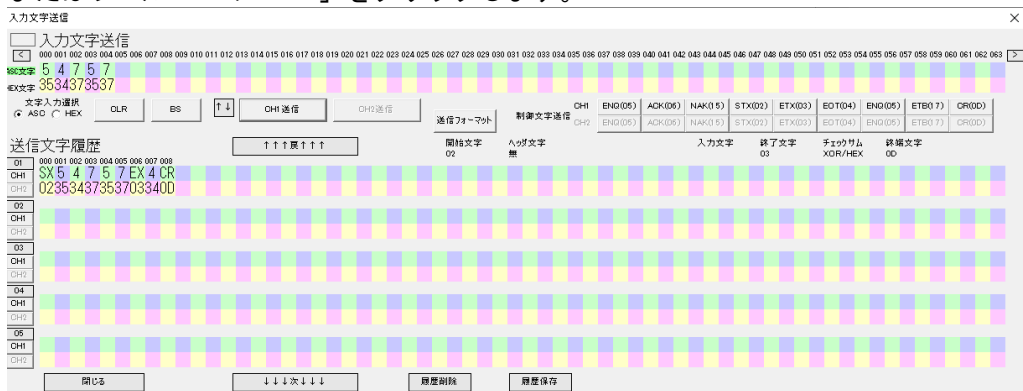 入力文字送信 ×
入力文字送信
< 000 001 002 003 004 005 006 007 008 009 010 011 012 013 014 015 016 017 018 019 020 021 022 023 024 025 026 027 028 029 030 031 032 033 034 035 036 037 038 039 040 041 042 043 044 045 046 047 048 049 050 051 052 053 054 055 056 057 058 059 060 061 062 063 >
ASC文字 5 4 7 5 7
HEX文字 3534373537
文字入力選択
ASC HEX CLR BS ↑↓ CH1送信 CH2送信 送信フォーマット 制御文字送信
CH1 ENQ(05) ACK(06) NAK(15) STX(02) ETX(03) EOT(04) ENQ(05) ETB(17) CR(0D)
CH2 ENQ(05) ACK(06) NAK(15) STX(02) ETX(03) EOT(04) ENQ(05) ETB(17) CR(0D)
送信文字履歴 ↑↑↑戻↑↑↑ 開始文字 ヘッダ文字 入力文字 終了文字 チェックサム 終端文字
02 無 03 XOR/HEX 0D
01 000 001 002 003 004 005 006 007 008
CH1 SX 5 4 7 5 7 EX 4 CR
CH2 02353437353703340D
02
CH1
CH2
03
CH1
CH2
04
CH1
CH2
05
CH1
CH2
閉じる ↓↓↓次↓↓↓ 履歴削除 履歴保存